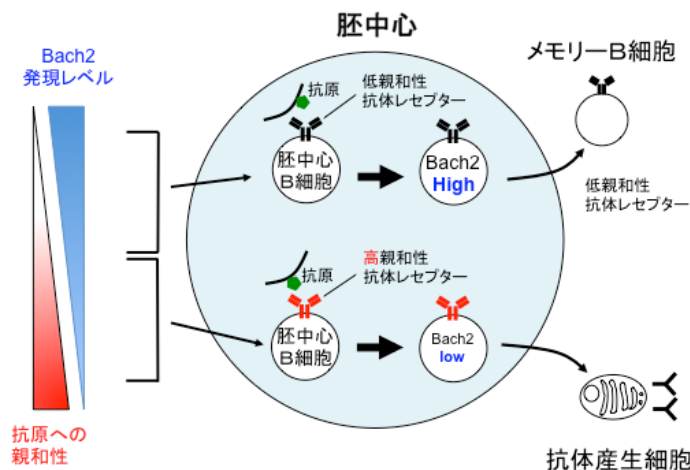 胚中心
Bach2
発現レベル
抗原への
親和性
抗原
低親和性
抗体レセプター
胚中心
B細胞
Bach2
High
メモリーB細胞
低親和性
抗体レセプター
抗原
高親和性
抗体レセプター
胚中心
B細胞
Bach2
low
抗体産生細胞